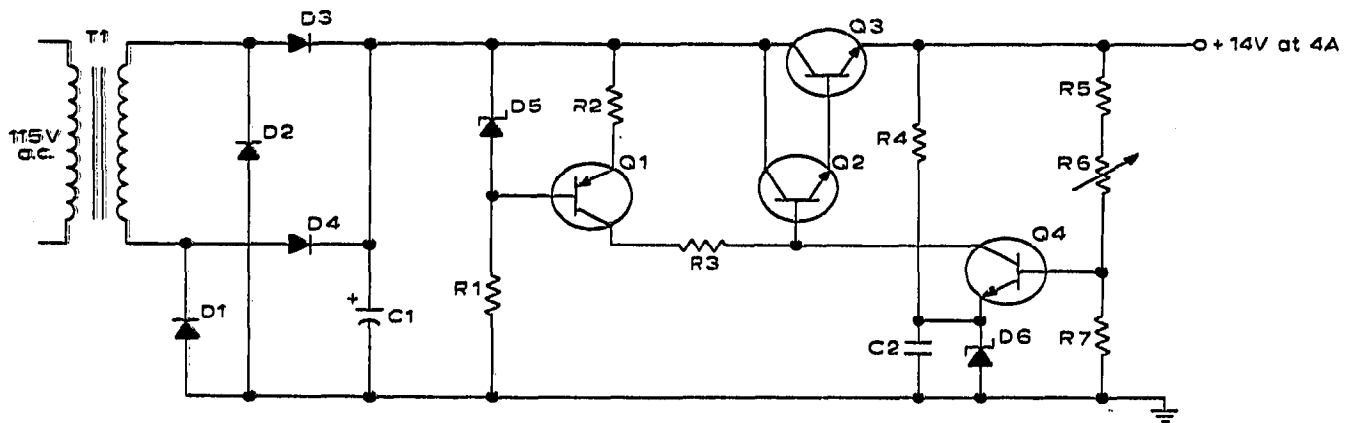 T1
115V
a.c.
D3
D2
D4
D1
+
C1
D5
R1
R2
Q1
R3
Q3
Q2
R4
Q4
C2
D6
R5
R6
R7
+ 14V at 4A